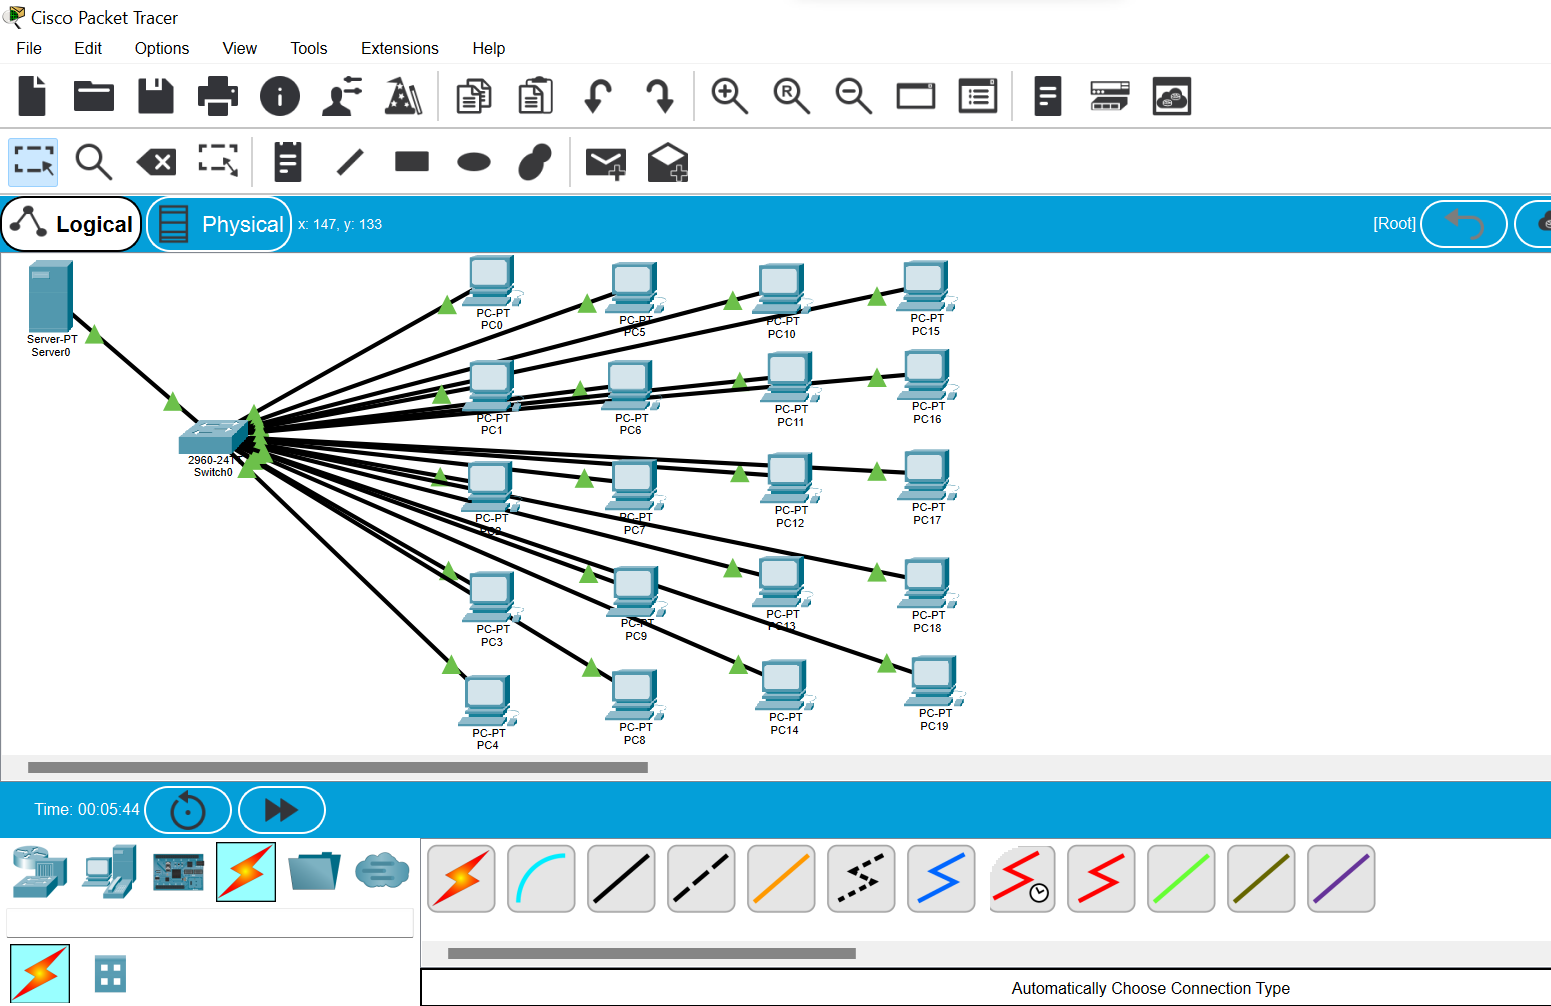 Cisco Packet Tracer
File Edit Options View Tools Extensions Help
Logical Physical x: 147, y: 133 [Root]
Server-PT
Server0
2960-24T
Switch0
PC-PT
PC0
PC-PT
PC5
PC-PT
PC10
PC-PT
PC15
PC-PT
PC1
PC-PT
PC6
PC-PT
PC11
PC-PT
PC16
PC-PT
PC2
PC-PT
PC7
PC-PT
PC12
PC-PT
PC17
PC-PT
PC3
PC-PT
PC9
PC-PT
PC13
PC-PT
PC18
PC-PT
PC4
PC-PT
PC8
PC-PT
PC14
PC-PT
PC19
Time: 00:05:44
Automatically Choose Connection Type